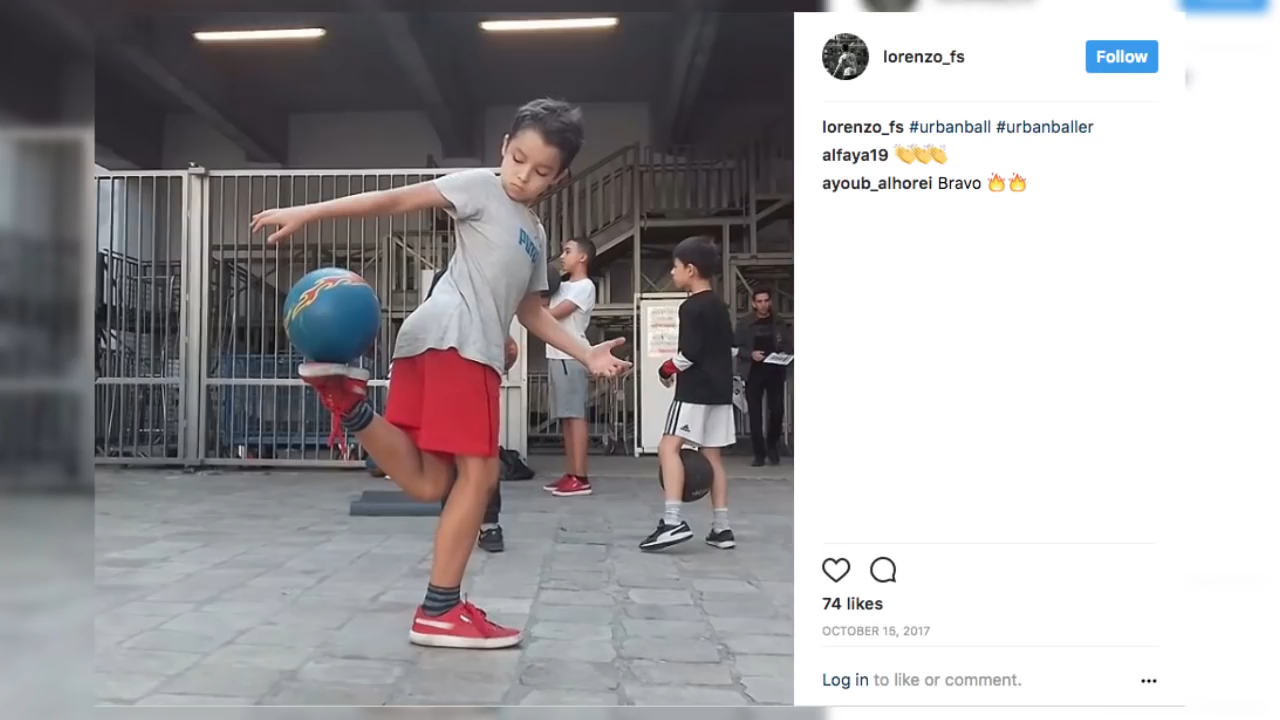 lorenzo_fs
Follow
lorenzo_fs #urbanball #urbanballer
alfaya19 👏👏👏
ayoub_alhorei Bravo 🔥🔥
74 likes
OCTOBER 15, 2017
Log in to like or comment.